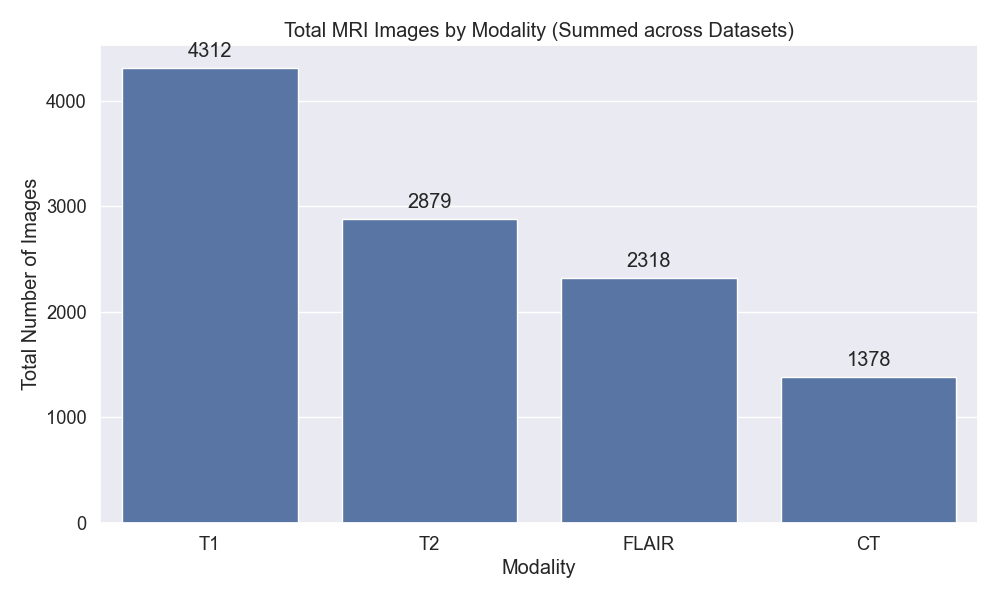 Total MRI Images by Modality (Summed across Datasets)
4312
2879
2318
1378
4000
3000
2000
1000
0
Total Number of Images
T1
T2
FLAIR
CT
Modality